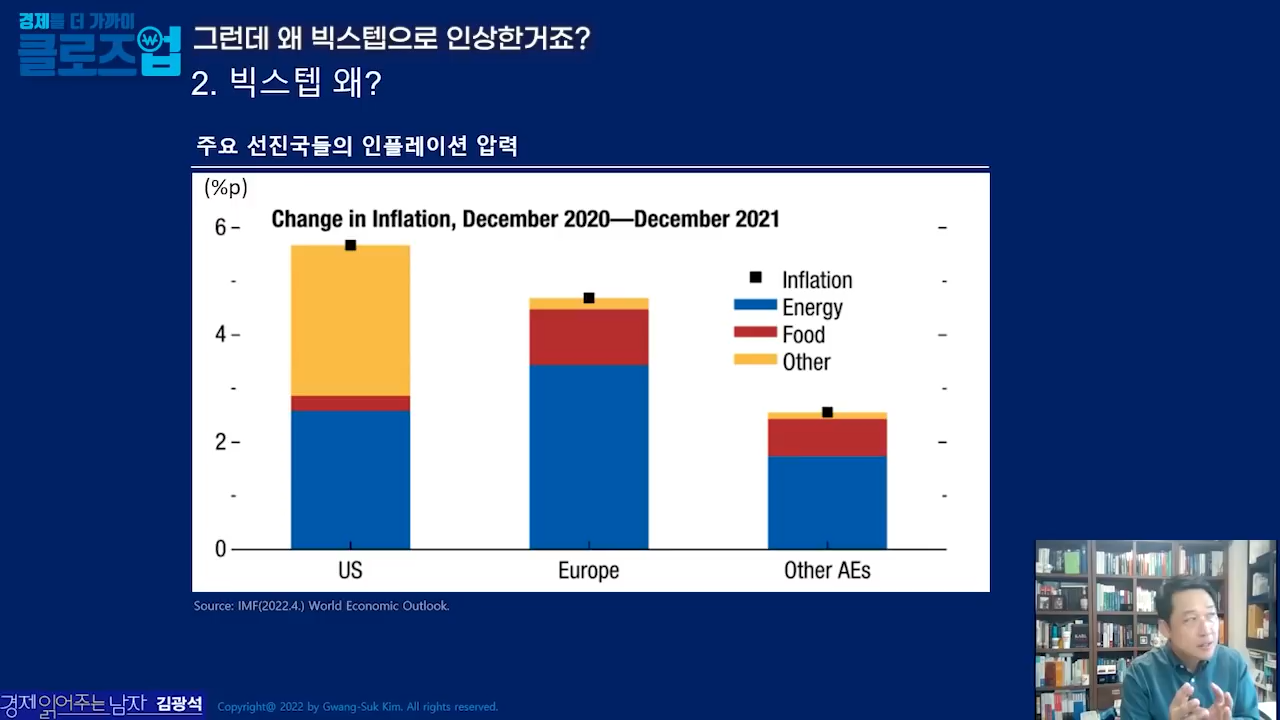 경제를 더 가까이
클로즈업
그런데 왜 빅스텝으로 인상한거죠?
2. 빅스텝 왜?
주요 선진국들의 인플레이션 압력
(%p)
Change in Inflation, December 2020—December 2021
6
4
2
0
Inflation
Energy
Food
Other
US
Europe
Other AEs
Source: IMF(2022.4.) World Economic Outlook.
경제읽어주는남자 김광석
Copyright@ 2022 by Gwang-Suk Kim. All rights reserved.